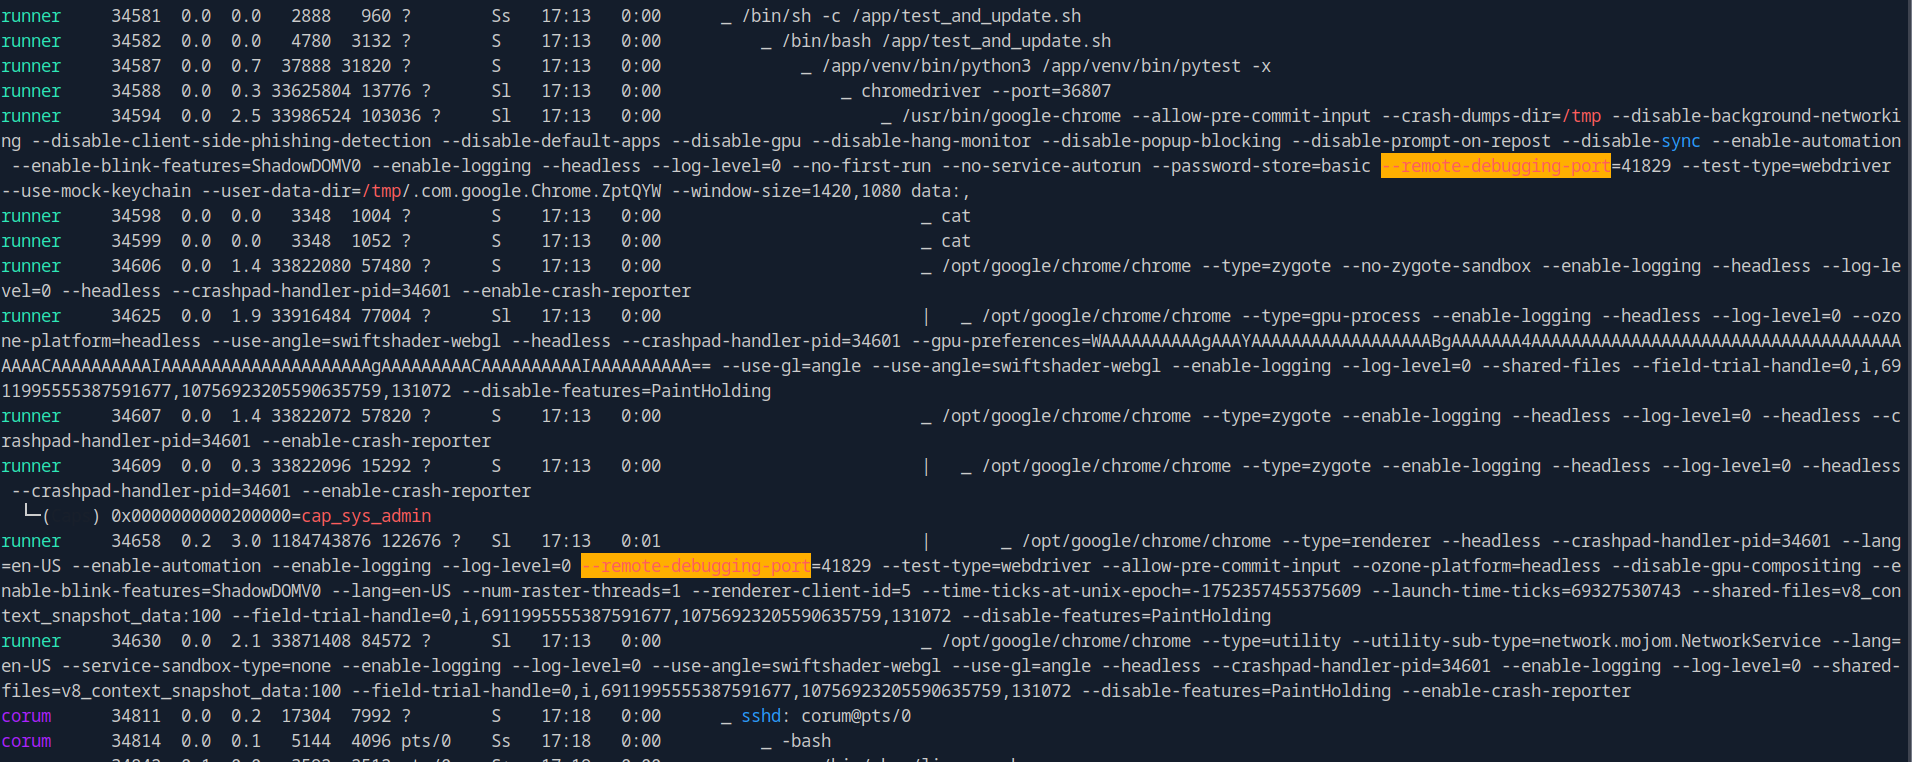 runner     34581  0.0  0.0   2888   960 ?        Ss   17:13   0:00      _ /bin/sh -c /app/test_and_update.sh
runner     34582  0.0  0.0   4780  3132 ?        S    17:13   0:00          _ /bin/bash /app/test_and_update.sh
runner     34587  0.0  0.7  37888 31820 ?        S    17:13   0:00              _ /app/venv/bin/python3 /app/venv/bin/pytest -x
runner     34588  0.0  0.3 33625804 13776 ?      Sl   17:13   0:00                  _ chromedriver --port=36807
runner     34594  0.0  2.5 33986524 103036 ?     Sl   17:13   0:00                      _ /usr/bin/google-chrome --allow-pre-commit-input --crash-dumps-dir=/tmp --disable-background-networki
ng --disable-client-side-phishing-detection --disable-default-apps --disable-gpu --disable-hang-monitor --disable-popup-blocking --disable-prompt-on-repost --disable-sync --enable-automation
 --enable-blink-features=ShadowDOMV0 --enable-logging --headless --log-level=0 --no-first-run --no-service-autorun --password-store=basic --remote-debugging-port=41829 --test-type=webdriver
--use-mock-keychain --user-data-dir=/tmp/.com.google.Chrome.ZptQYW --window-size=1420,1080 data:,
runner     34598  0.0  0.0   3348  1004 ?        S    17:13   0:00                          _ cat
runner     34599  0.0  0.0   3348  1052 ?        S    17:13   0:00                          _ cat
runner     34606  0.0  1.4 33822080 57480 ?      S    17:13   0:00                          _ /opt/google/chrome/chrome --type=zygote --no-zygote-sandbox --enable-logging --headless --log-le
vel=0 --headless --crashpad-handler-pid=34601 --enable-crash-reporter
runner     34625  0.0  1.9 33916484 77004 ?      Sl   17:13   0:00                          |   _ /opt/google/chrome/chrome --type=gpu-process --enable-logging --headless --log-level=0 --ozo
ne-platform=headless --use-angle=swiftshader-webgl --headless --crashpad-handler-pid=34601 --gpu-preferences=WAAAAAAAAAAgAAAYAAAAAAAAAAAAAAAAAABgAAAAAAA4AAAAAAAAAAAAAAAAAAAAAAAAAAAAAAAAAAAAA
AAAACAAAAAAAAAAIAAAAAAAAAAAAAAAAAAAAAgAAAAAAAAACAAAAAAAAAAIAAAAAAAAAA== --use-gl=angle --use-angle=swiftshader-webgl --enable-logging --log-level=0 --shared-files --field-trial-handle=0,i,69
11995555387591677,10756923205590635759,131072 --disable-features=PaintHolding
runner     34607  0.0  1.4 33822072 57820 ?      S    17:13   0:00                          _ /opt/google/chrome/chrome --type=zygote --enable-logging --headless --log-level=0 --headless --c
rashpad-handler-pid=34601 --enable-crash-reporter
runner     34609  0.0  0.3 33822096 15292 ?      S    17:13   0:00                          |   _ /opt/google/chrome/chrome --type=zygote --enable-logging --headless --log-level=0 --headless
 --crashpad-handler-pid=34601 --enable-crash-reporter
  └─(    ) 0x0000000000200000=cap_sys_admin
runner     34658  0.2  3.0 1184743876 122676 ?   Sl   17:13   0:01                          |       _ /opt/google/chrome/chrome --type=renderer --headless --crashpad-handler-pid=34601 --lang
=en-US --enable-automation --enable-logging --log-level=0 --remote-debugging-port=41829 --test-type=webdriver --allow-pre-commit-input --ozone-platform=headless --disable-gpu-compositing --e
nable-blink-features=ShadowDOMV0 --lang=en-US --num-raster-threads=1 --renderer-client-id=5 --time-ticks-at-unix-epoch=-1752357455375609 --launch-time-ticks=69327530743 --shared-files=v8_con
text_snapshot_data:100 --field-trial-handle=0,i,6911995555387591677,10756923205590635759,131072 --disable-features=PaintHolding
runner     34630  0.0  2.1 33871408 84572 ?      Sl   17:13   0:00                          _ /opt/google/chrome/chrome --type=utility --utility-sub-type=network.mojom.NetworkService --lang=
en-US --service-sandbox-type=none --enable-logging --log-level=0 --use-angle=swiftshader-webgl --use-gl=angle --headless --crashpad-handler-pid=34601 --enable-logging --log-level=0 --shared-
files=v8_context_snapshot_data:100 --field-trial-handle=0,i,6911995555387591677,10756923205590635759,131072 --disable-features=PaintHolding --enable-crash-reporter
corum      34811  0.0  0.2  17304  7992 ?        S    17:18   0:00      _ sshd: corum@pts/0
corum      34814  0.0  0.1   5144  4096 pts/0    Ss   17:18   0:00          _ -bash